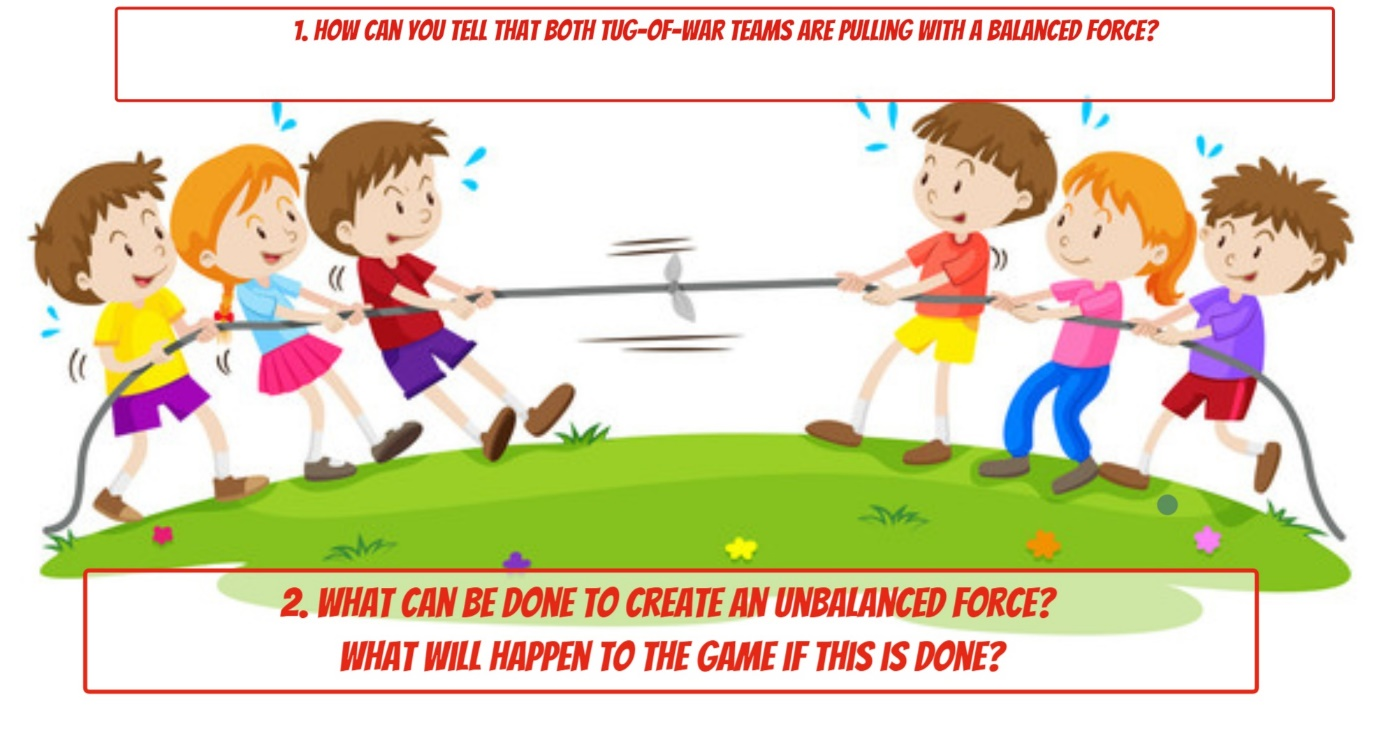 1. HOW CAN YOU TELL THAT BOTH TUG-OF-WAR TEAMS ARE PULLING WITH A BALANCED FORCE?
2. WHAT CAN BE DONE TO CREATE AN UNBALANCED FORCE?
WHAT WILL HAPPEN TO THE GAME IF THIS IS DONE?